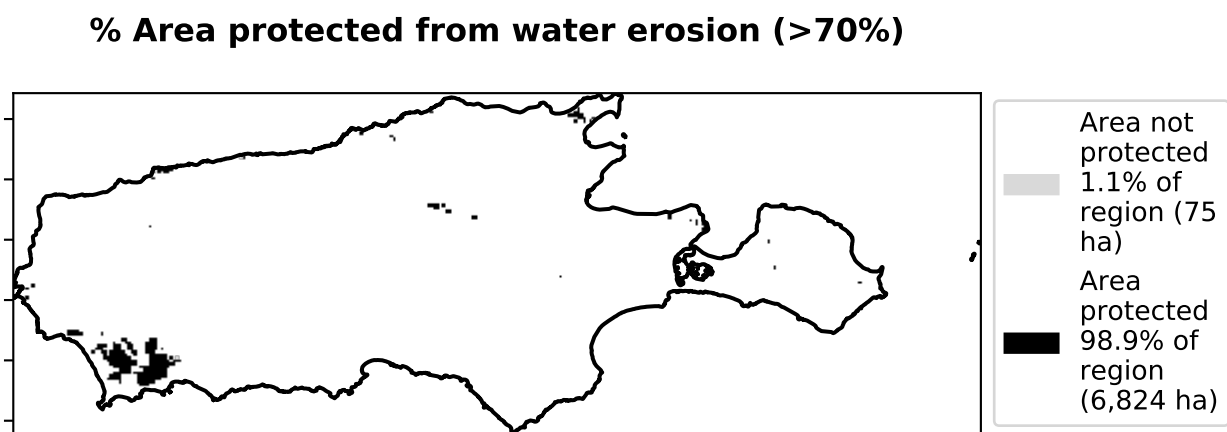 % Area protected from water erosion (>70%)
Area not
protected
1.1% of
region (75
ha)
Area
protected
98.9% of
region
(6,824 ha)